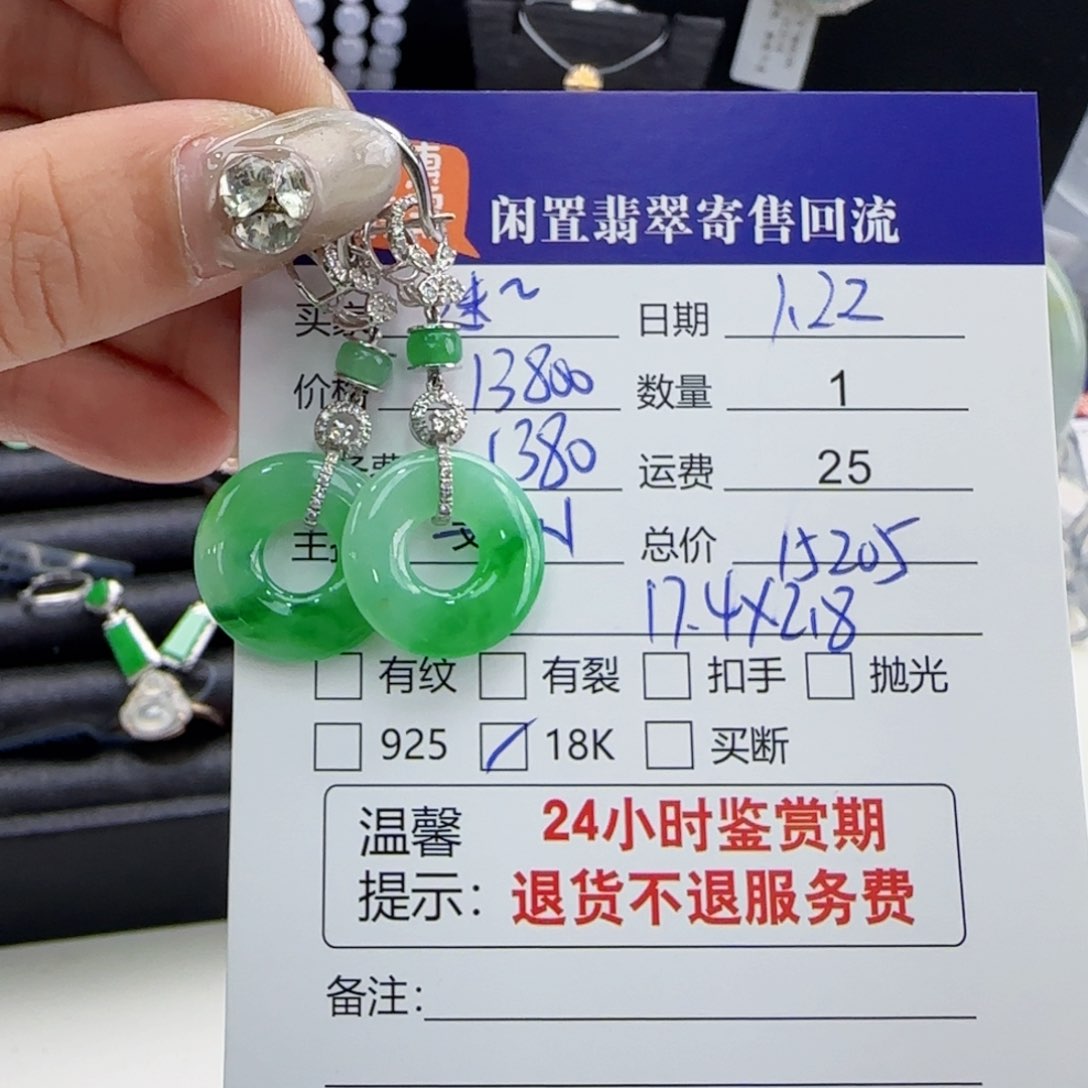 闲置翡翠寄售回流
日期 1.22
价格 13800 数量 1
1380 运费 25
总价 15205
17.4X2.8
有纹 有裂 扣手 抛光
925 18K 买断
温馨提示: 24小时鉴赏期
退货不退服务费
备注: